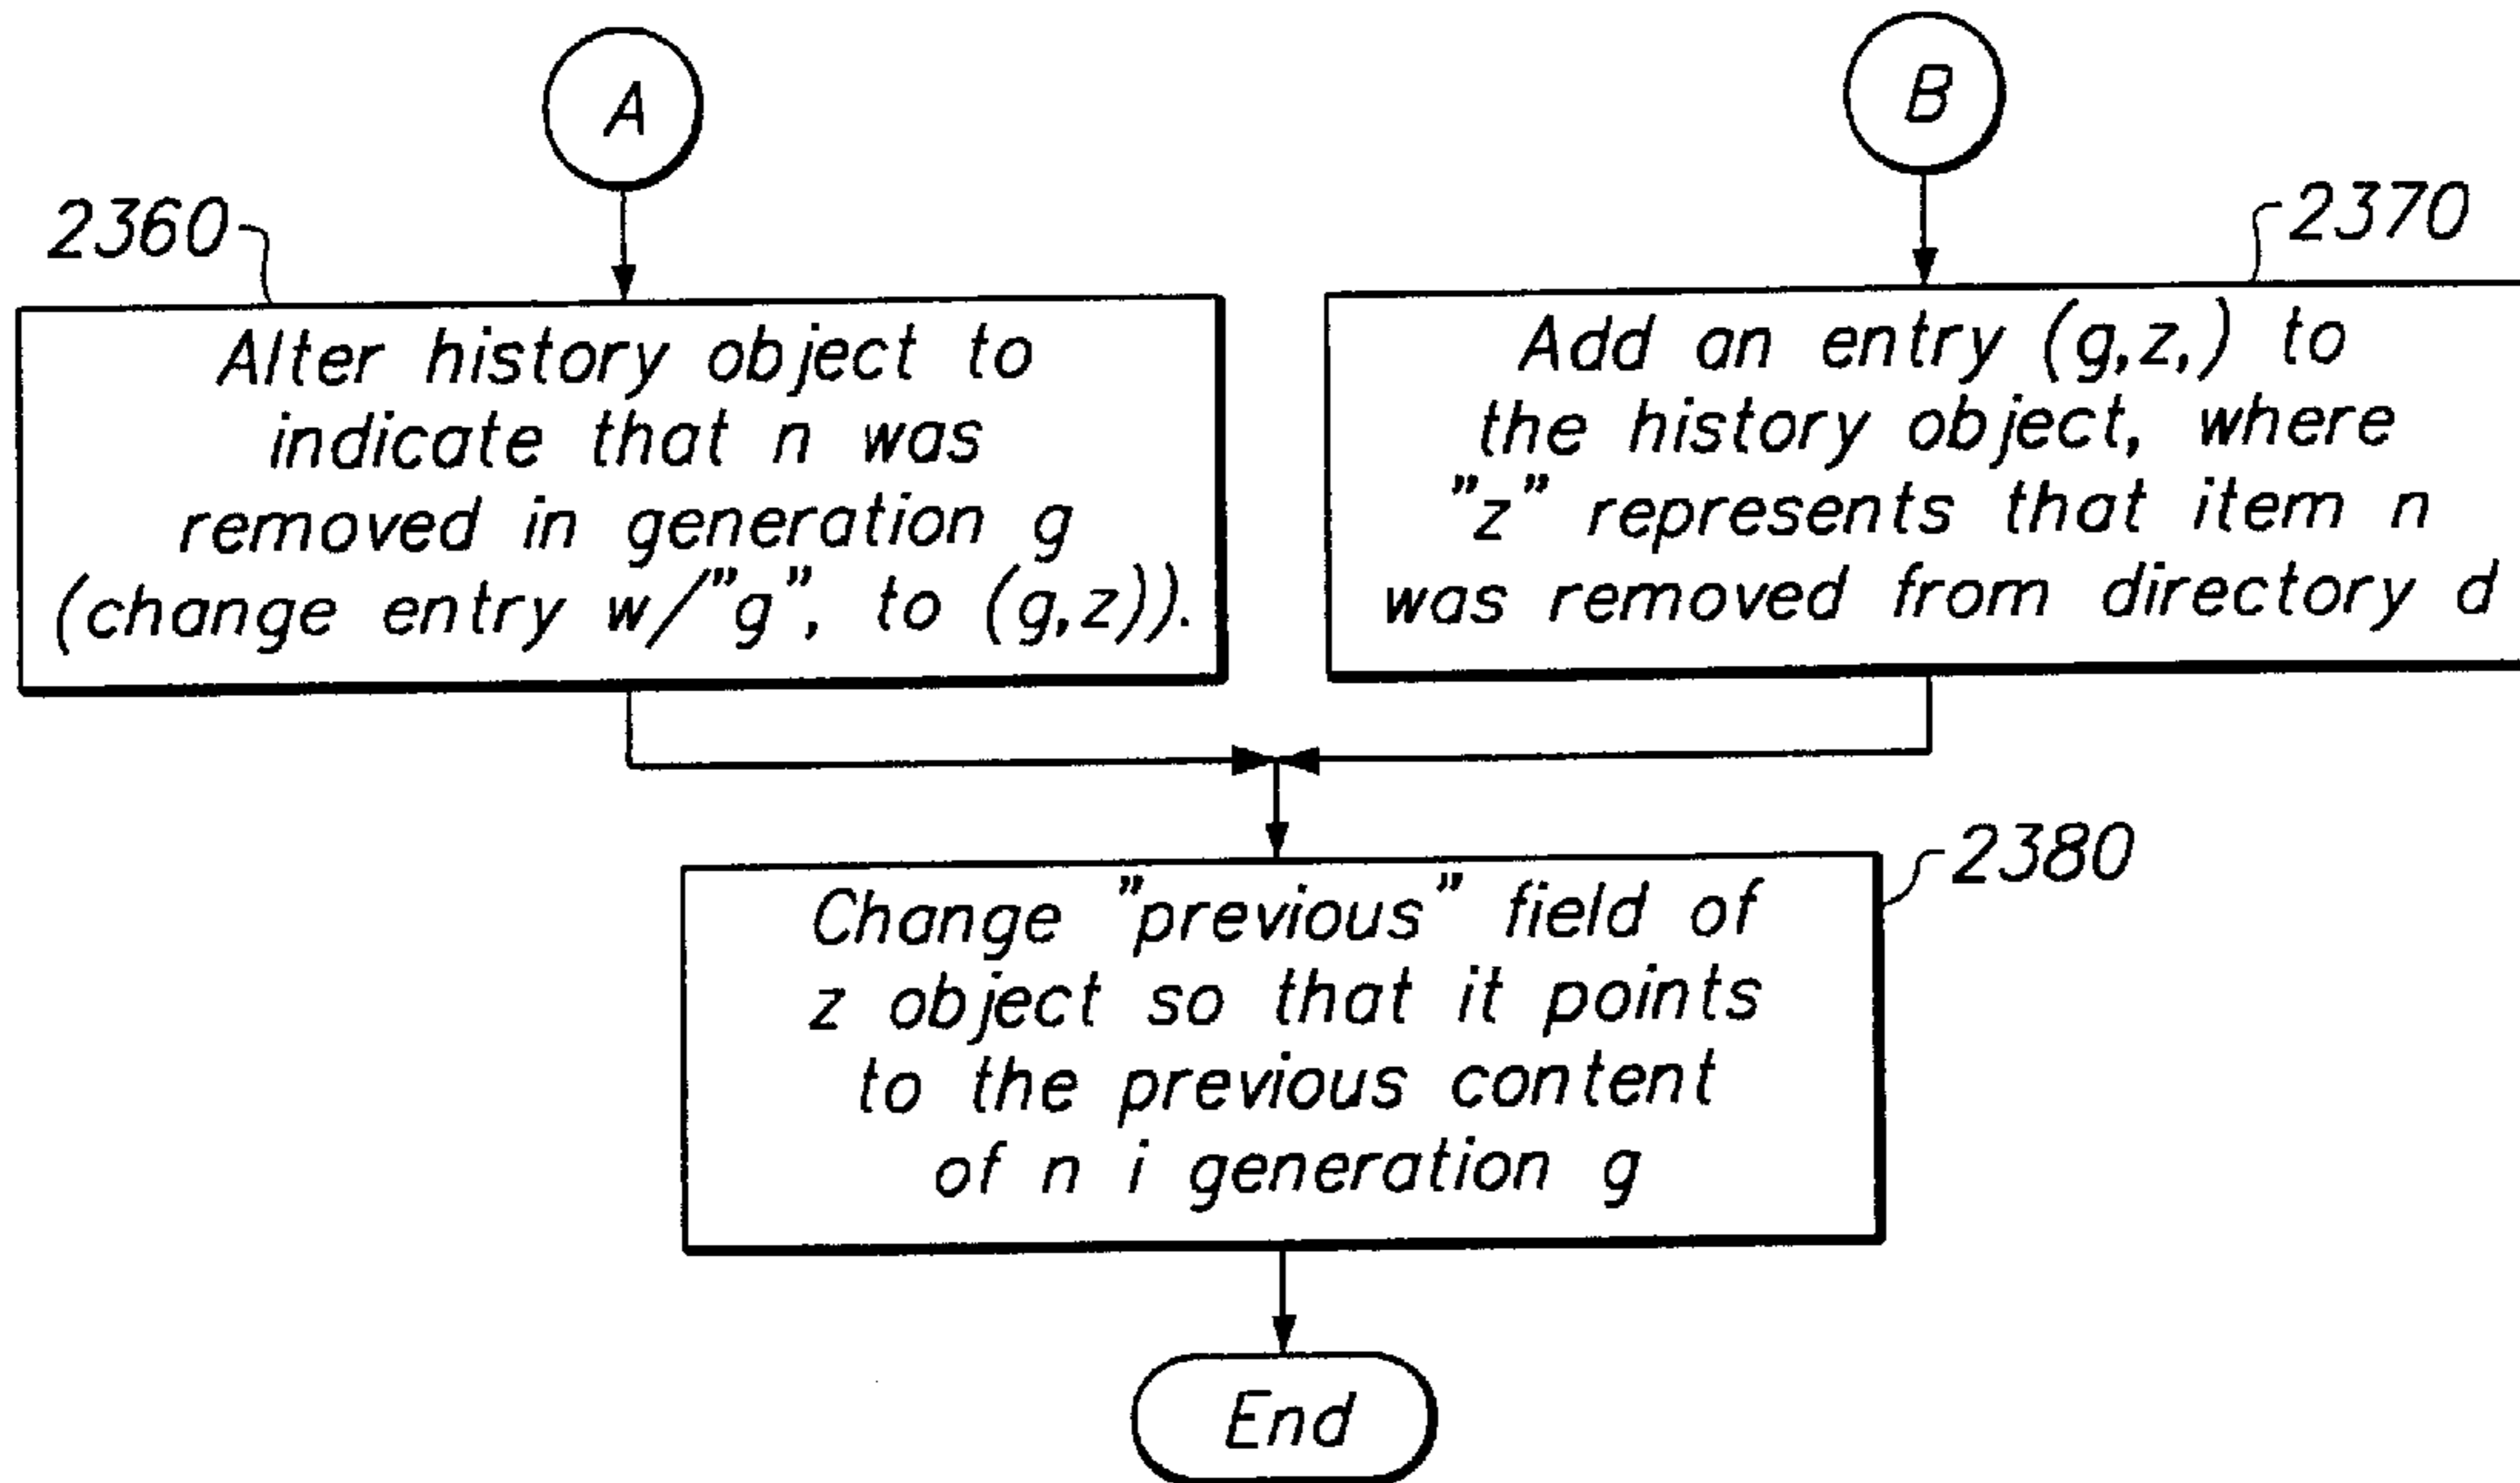 A
B
2360
2370
Alter history object to
indicate that n was
removed in generation g
(change entry w/"g", to (g,z)).
Add an entry (g,z,) to
the history object, where
"z" represents that item n
was removed from directory d
2380
Change "previous" field of
z object so that it points
to the previous content
of n i generation g
End